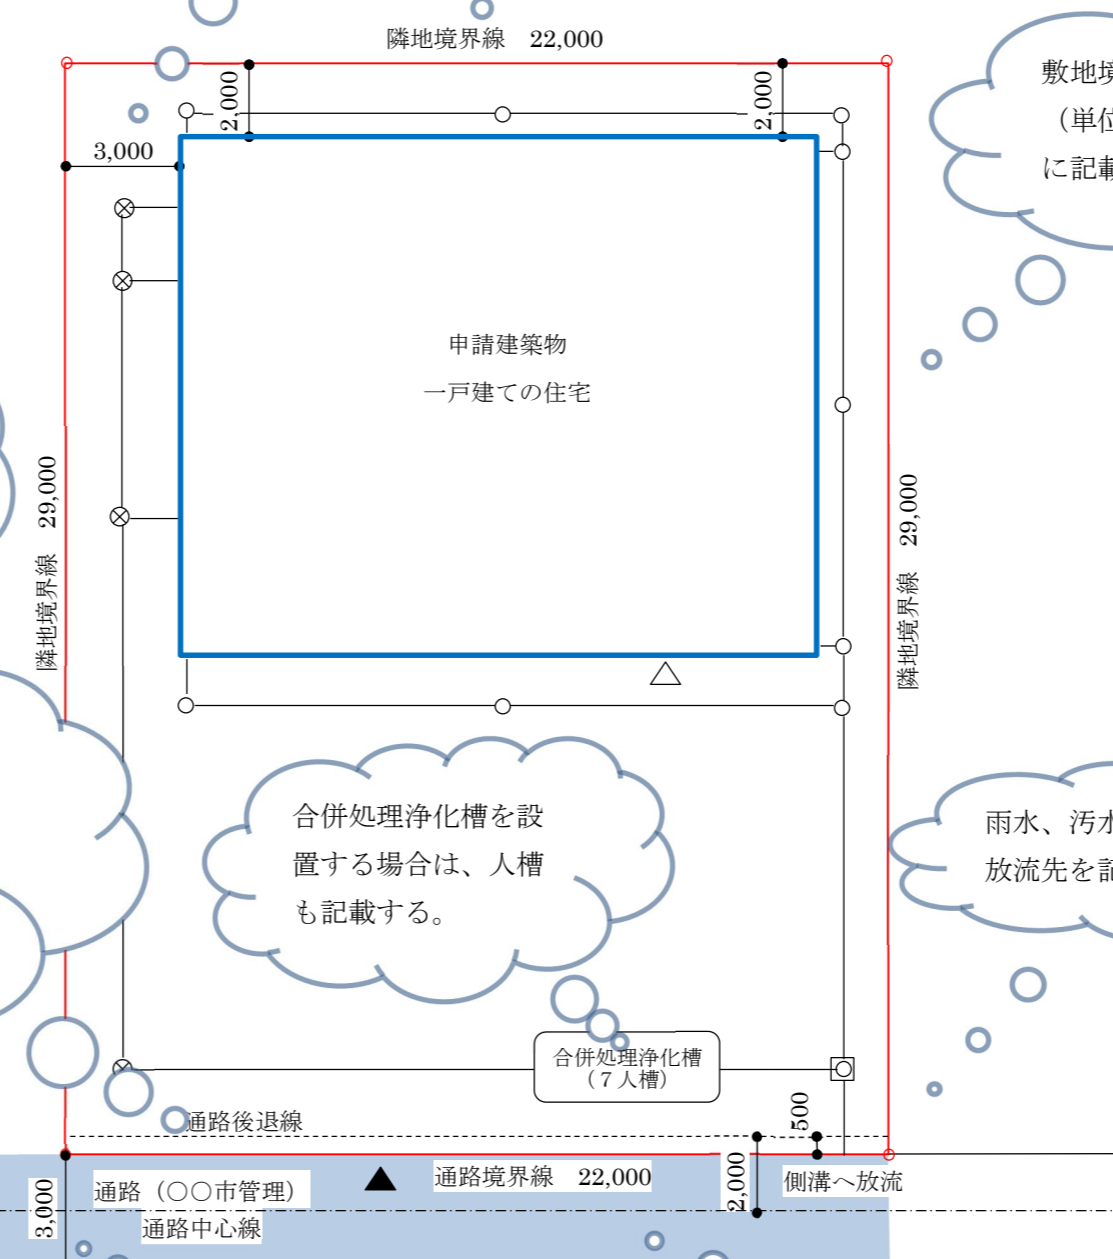 隣地境界線　22,000
敷地境
（単位
に記載
2,000
2,000
3,000
申請建築物
一戸建ての住宅
隣地境界線　29,000
隣地境界線　29,000
合併処理浄化槽を設
置する場合は、人槽
も記載する。
雨水、汚水
放流先を記
合併処理浄化槽
（７人槽）
通路後退線
500
通路（○○市管理）
通路境界線　22,000
2,000
側溝へ放流
3,000
通路中心線